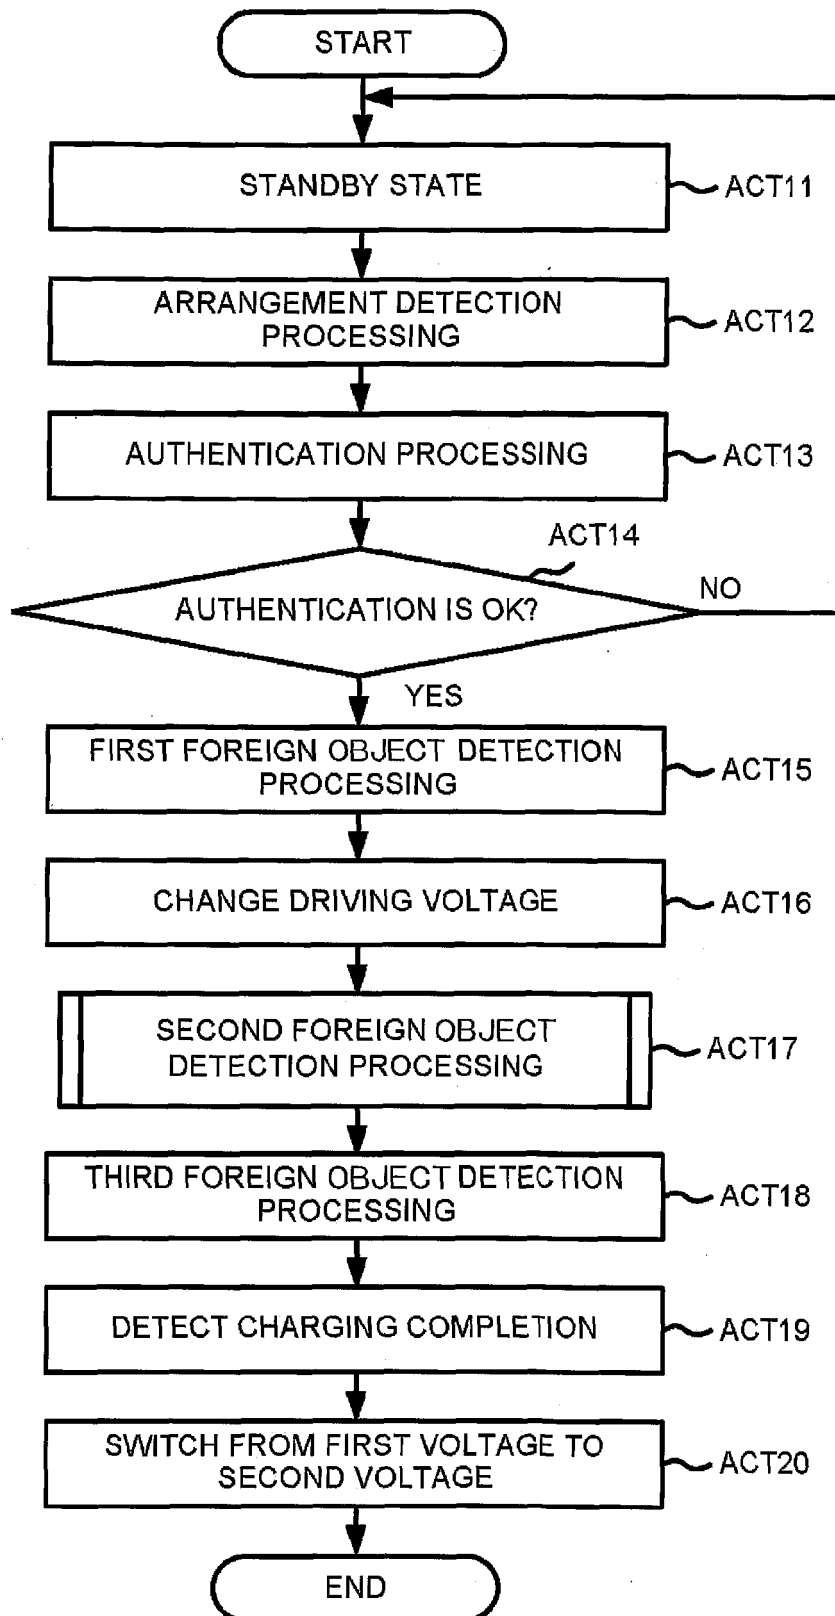 START
STANDBY STATE
ACT11
ARRANGEMENT DETECTION
PROCESSING
ACT12
AUTHENTICATION PROCESSING
ACT13
ACT14
AUTHENTICATION IS OK?
NO
YES
FIRST FOREIGN OBJECT DETECTION
PROCESSING
ACT15
CHANGE DRIVING VOLTAGE
ACT16
SECOND FOREIGN OBJECT
DETECTION PROCESSING
ACT17
THIRD FOREIGN OBJECT DETECTION
PROCESSING
ACT18
DETECT CHARGING COMPLETION
ACT19
SWITCH FROM FIRST VOLTAGE TO
SECOND VOLTAGE
ACT20
END